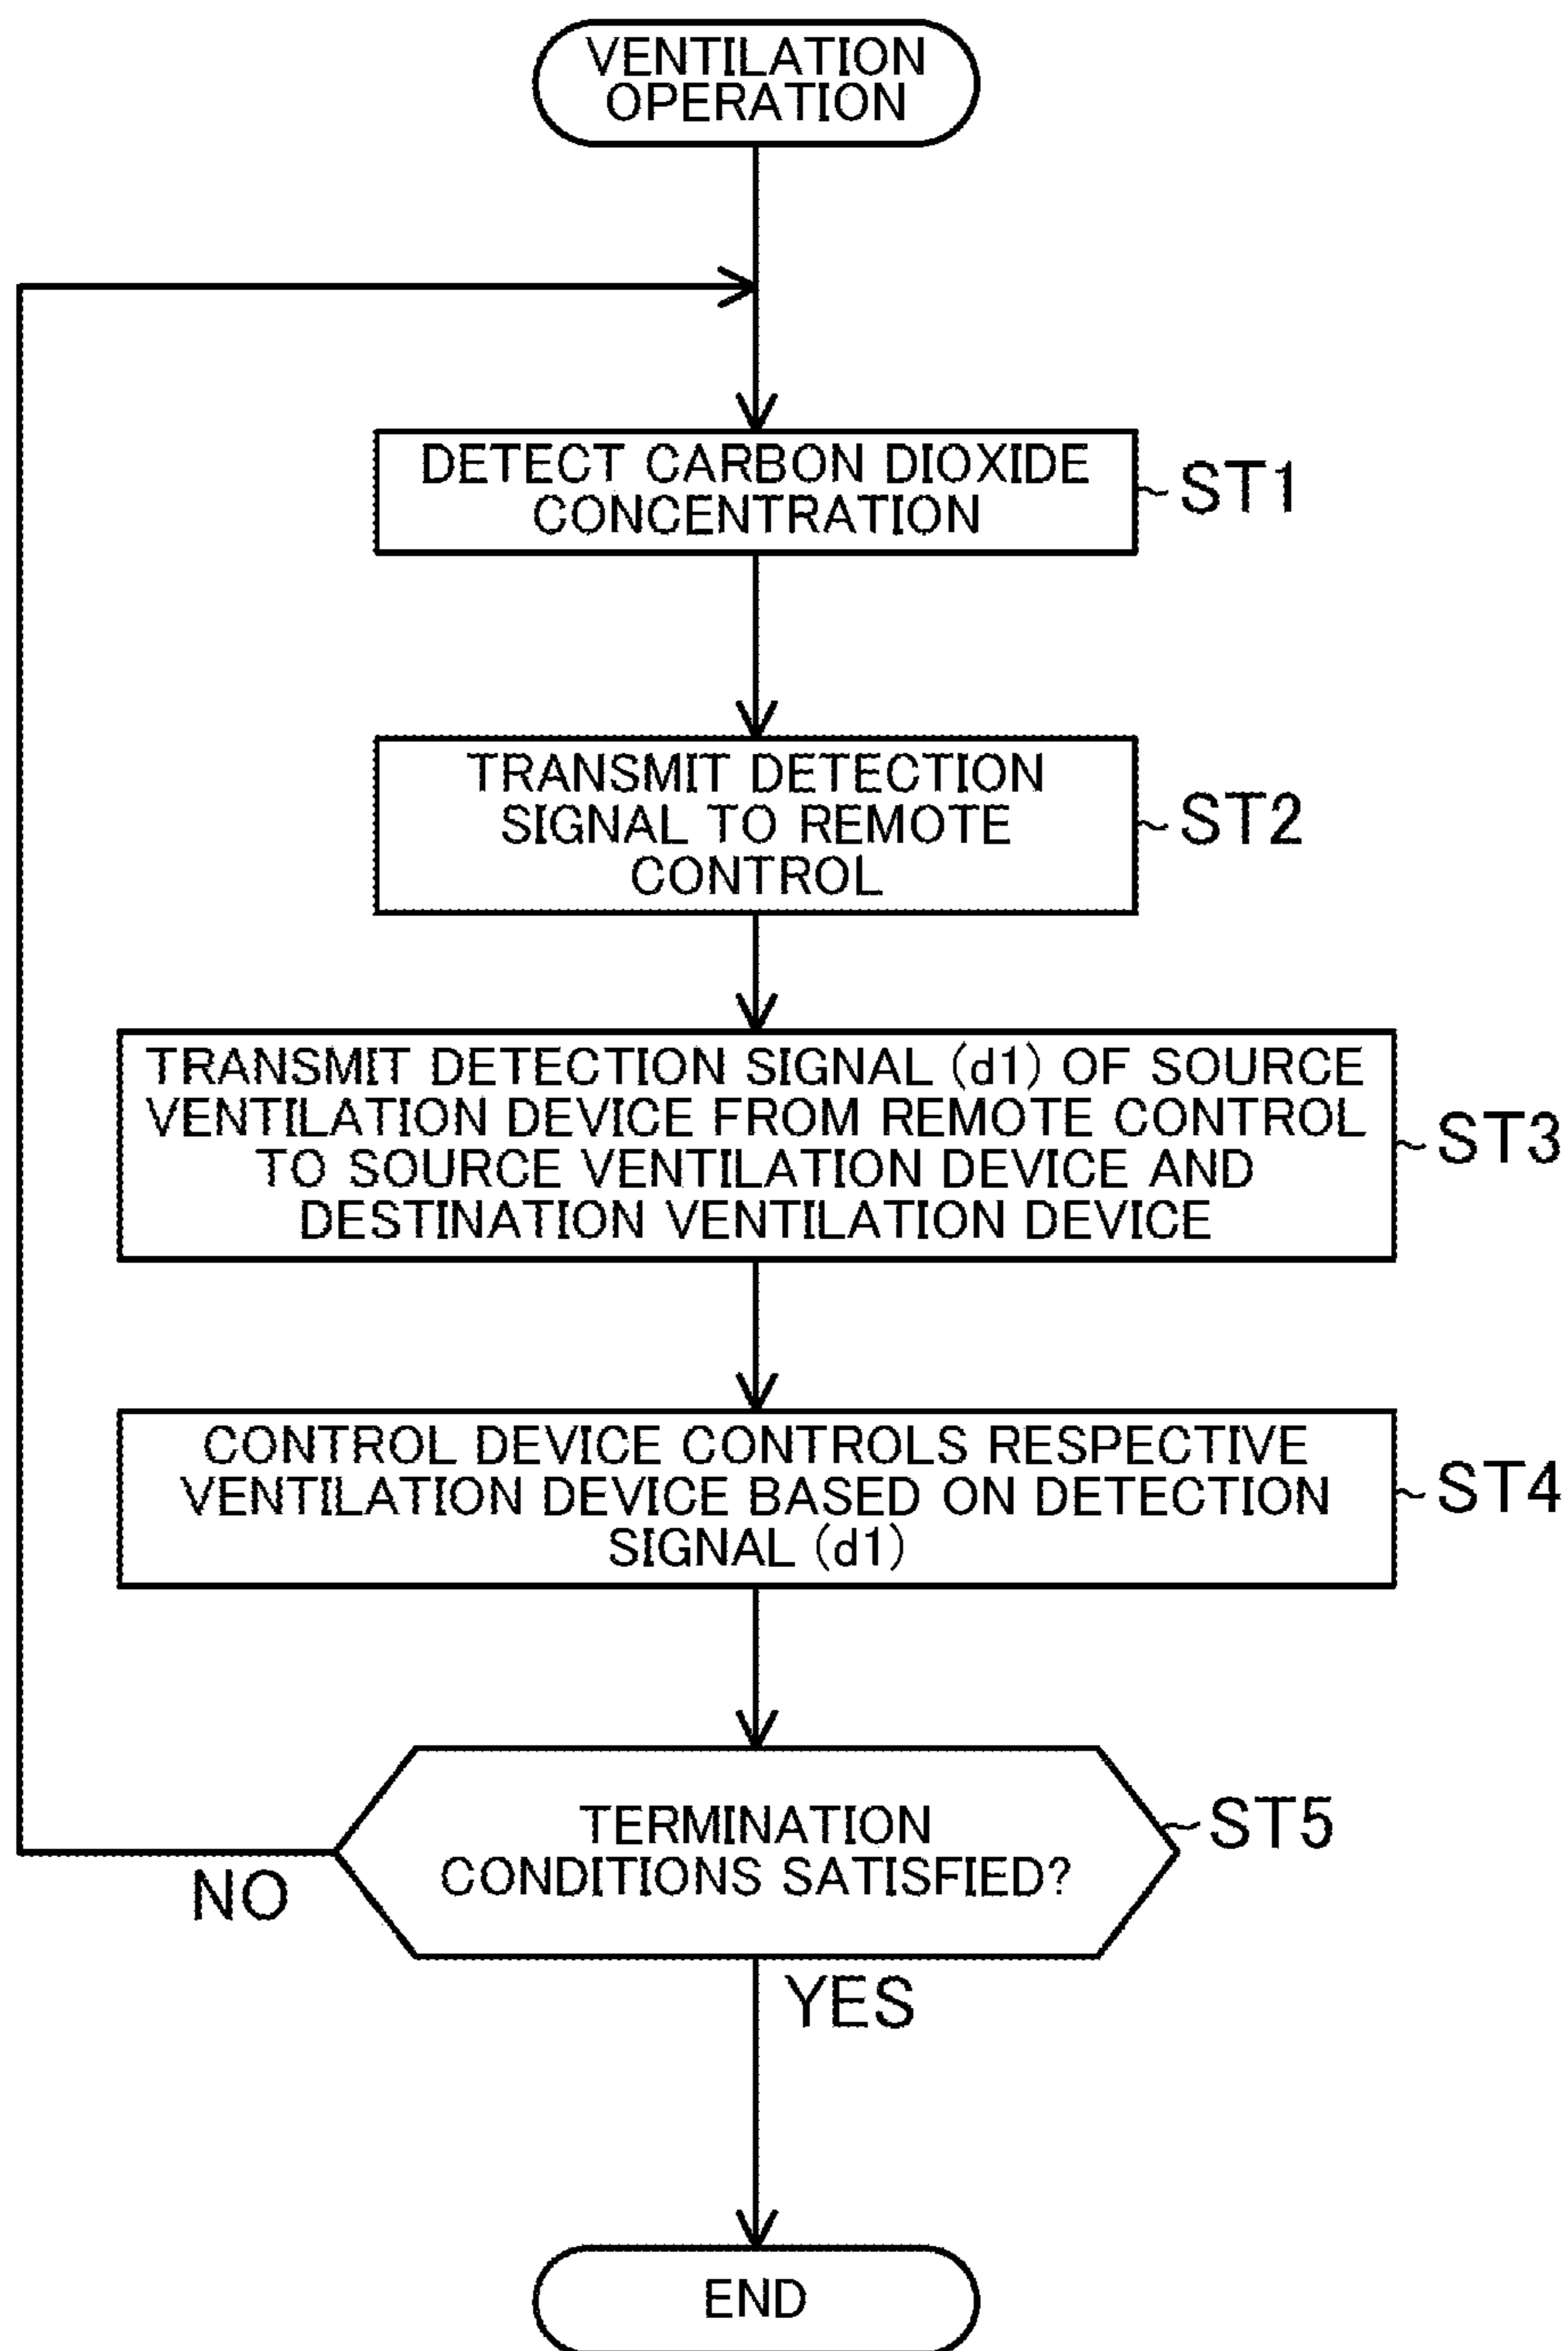 VENTILATION
OPERATION
DETECT CARBON DIOXIDE
CONCENTRATION
ST1
TRANSMIT DETECTION
SIGNAL TO REMOTE
CONTROL
ST2
TRANSMIT DETECTION SIGNAL (d1) OF SOURCE
VENTILATION DEVICE FROM REMOTE CONTROL
TO SOURCE VENTILATION DEVICE AND
DESTINATION VENTILATION DEVICE
ST3
CONTROL DEVICE CONTROLS RESPECTIVE
VENTILATION DEVICE BASED ON DETECTION
SIGNAL (d1)
ST4
TERMINATION
CONDITIONS SATISFIED?
ST5
NO
YES
END